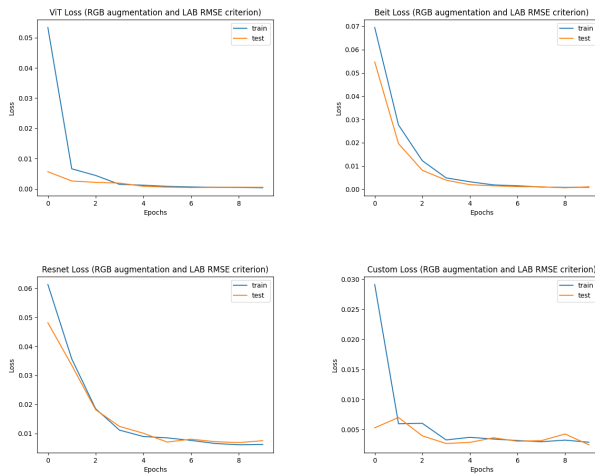 ViT Loss (RGB augmentation and LAB RMSE criterion)
train
test
0.05
0.04
0.03
0.02
0.01
0.00
Loss
0 2 4 6 8
Epochs
Beit Loss (RGB augmentation and LAB RMSE criterion)
train
test
0.07
0.06
0.05
0.04
0.03
0.02
0.01
0.00
Loss
0 2 4 6 8
Epochs
Resnet Loss (RGB augmentation and LAB RMSE criterion)
train
test
0.06
0.05
0.04
0.03
0.02
0.01
Loss
0 2 4 6 8
Epochs
Custom Loss (RGB augmentation and LAB RMSE criterion)
train
test
0.030
0.025
0.020
0.015
0.010
0.005
Loss
0 2 4 6 8
Epochs